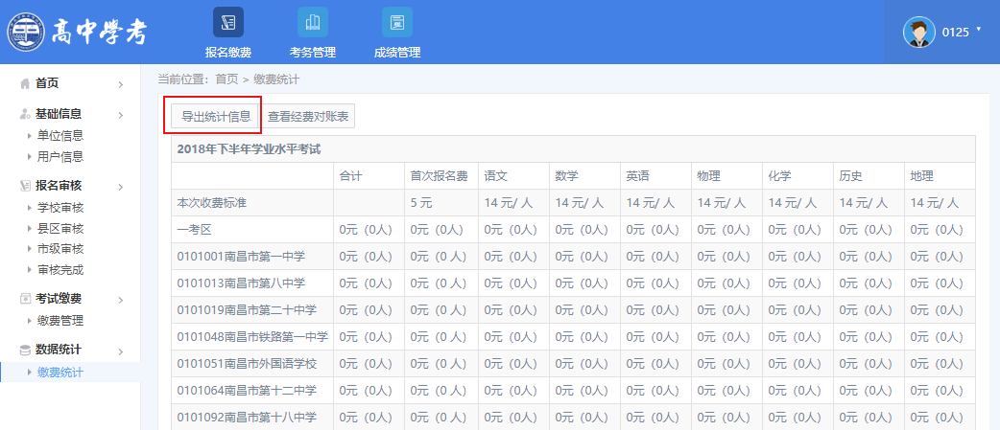 高中學考
报名缴费 考务管理 成绩管理
0125
首页
基础信息
单位信息
用户信息
报名审核
学校审核
县区审核
市级审核
审核完成
考试缴费
缴费管理
数据统计
缴费统计
当前位置: 首页 > 缴费统计
导出统计信息 查看经费对账表
2018年下半年学业水平考试
合计 首次报名费 语文 数学 英语 物理 化学 历史 地理
本次收费标准 5 元 14 元/ 人 14 元/ 人 14 元/ 人 14 元/ 人 14 元/ 人 14 元/ 人 14 元/ 人
一考区 0元（0人） 0元（0人） 0元（0人） 0元（0人） 0元（0人） 0元（0人） 0元（0人） 0元（0人） 0元（0人）
0101001南昌市第一中学 0元（0人） 0元（0 人） 0元（0人） 0元（0人） 0元（0人） 0元（0人） 0元（0人） 0元（0人） 0元（0人）
0101013南昌市第八中学 0元（0人） 0元（0 人） 0元（0人） 0元（0人） 0元（0人） 0元（0人） 0元（0人） 0元（0人） 0元（0人）
0101019南昌市第二十中学 0元（0人） 0元（0 人） 0元（0人） 0元（0人） 0元（0人） 0元（0人） 0元（0人） 0元（0人） 0元（0人）
0101048南昌市铁路第一中学 0元（0人） 0元（0 人） 0元（0人） 0元（0人） 0元（0人） 0元（0人） 0元（0人） 0元（0人） 0元（0人）
0101051南昌市外国语学校 0元（0人） 0元（0 人） 0元（0人） 0元（0人） 0元（0人） 0元（0人） 0元（0人） 0元（0人） 0元（0人）
0101064南昌市第十二中学 0元（0人） 0元（0 人） 0元（0人） 0元（0人） 0元（0人） 0元（0人） 0元（0人） 0元（0人） 0元（0人）
0101092南昌市第十八中学 0元（0人） 0元（0 人） 0元（0人） 0元（0人） 0元（0人） 0元（0人） 0元（0人） 0元（0人） 0元（0人）